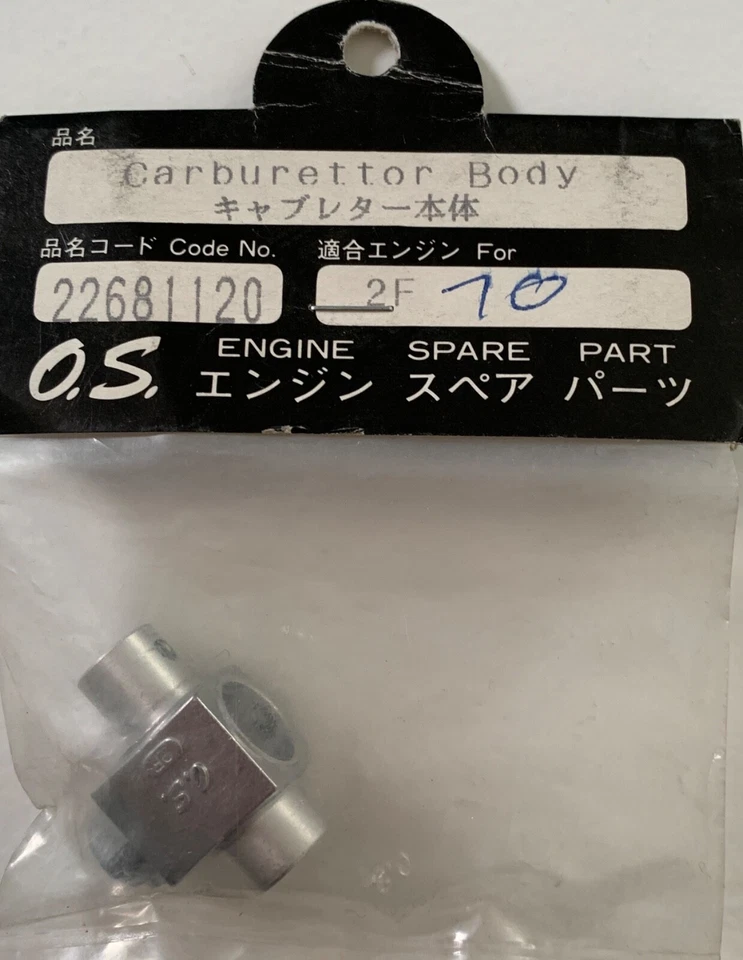 品名
Carburettor Body
キャブレター本体
品名コード Code No. 適合エンジン For
22681120 2F 10
O.S. ENGINE SPARE PART
エンジン スペア パーツ
O.S.